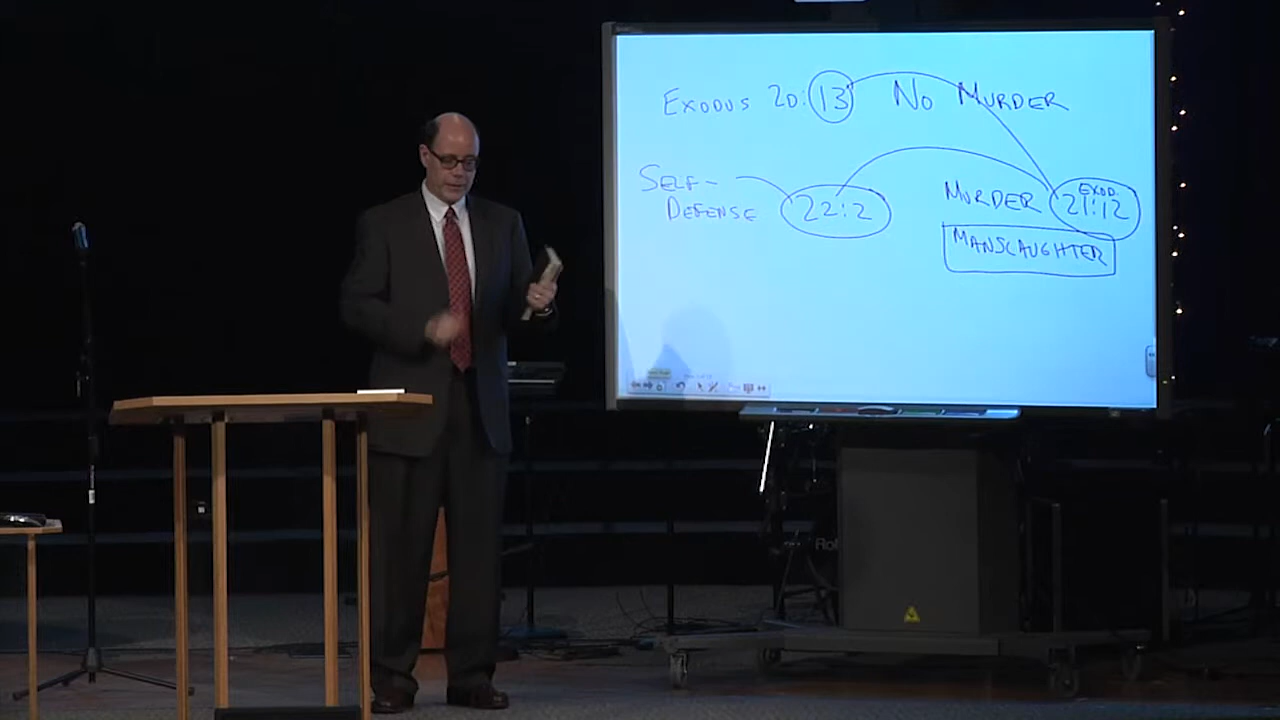 EXODUS 20:13 NO MURDER
SELF-
DEFENSE 22:2
MURDER EXOD. 21:12
MANSLAUGHTER